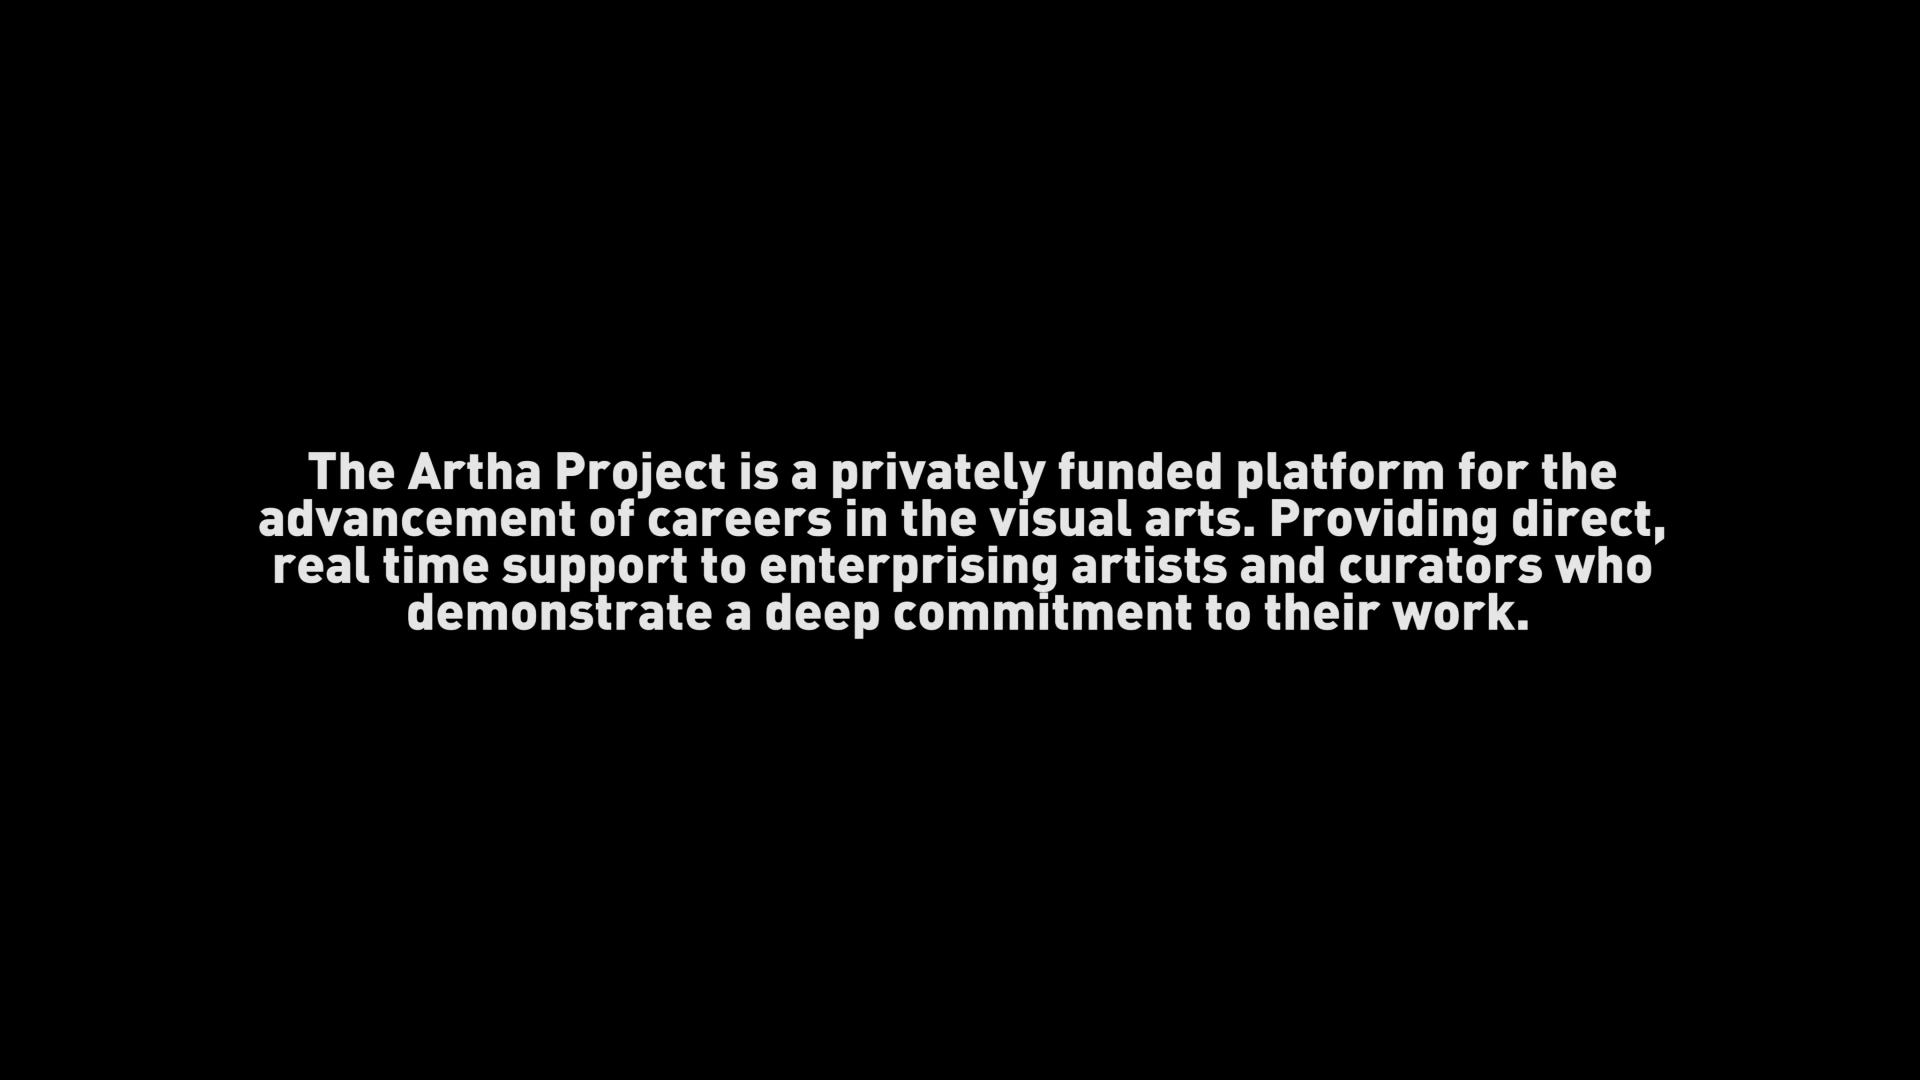 The Artha Project is a privately funded platform for the
advancement of careers in the visual arts. Providing direct,
real time support to enterprising artists and curators who
demonstrate a deep commitment to their work.